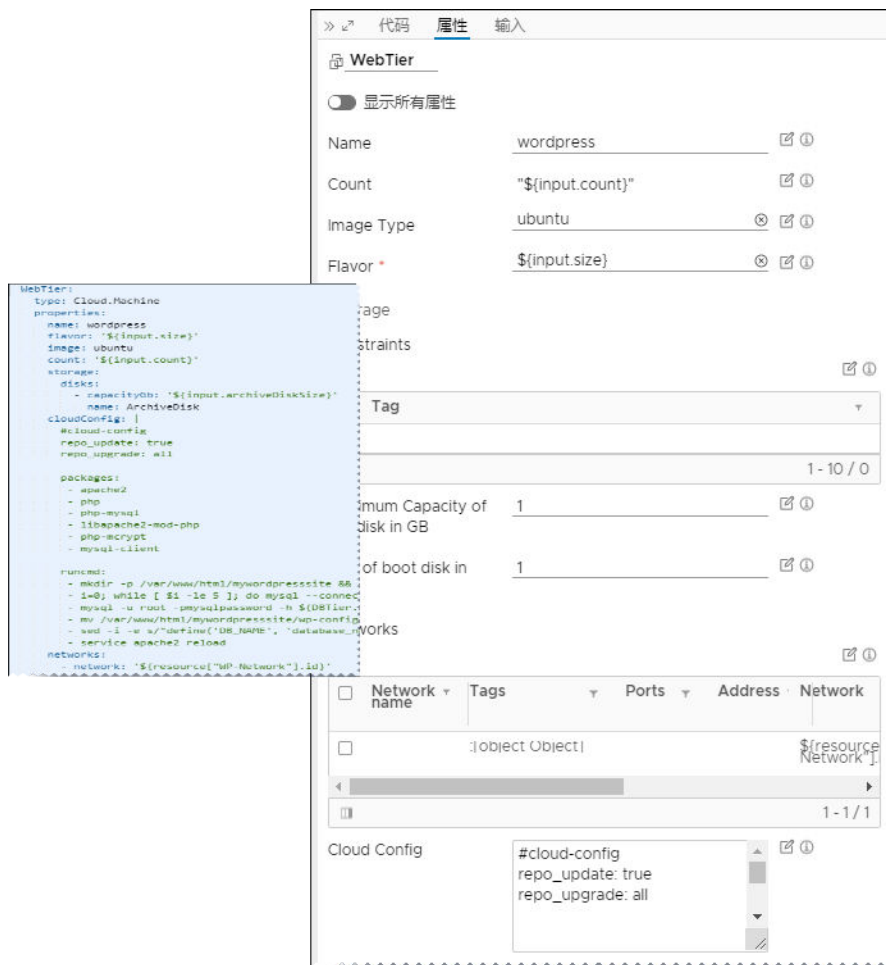 代码 属性 输入
WebTier
显示所有属性
Name wordpress
Count "${input.count}"
Image Type ubuntu
Flavor * ${input.size}
rage
straints
Tag
1 - 10 / 0
mum Capacity of 1
isk in GB
of boot disk in 1
works
Network name Tags Ports Address Network
:[object Object] ${resource
Network"].
1 - 1 / 1
Cloud Config #cloud-config
repo_update: true
repo_upgrade: all
WebTier:
type: Cloud.Machine
properties:
name: wordpress
flavor: '${input.size}'
image: ubuntu
count: '${input.count}'
storage:
disks:
- capacityGb: '${input.archiveDiskSize}'
name: ArchiveDisk
cloudConfig: |
#cloud-config
repo_update: true
repo_upgrade: all
packages:
- apache2
- php
- php-mysql
- libapache2-mod-php
- php-mcrypt
- mysql-client
runcmd:
- mkdir -p /var/www/html/mywordpresssite &&
- i=0; while [ $i -le 5 ]; do mysql --connec
- mysql -u root -pmysqlpassword -h ${DBTier.
- mv /var/www/html/mywordpresssite/wp-config
- sed -i -e s/"define('DB_NAME', 'database_n
- service apache2 reload
networks:
- network: '${resource["WP-Network"].id}'